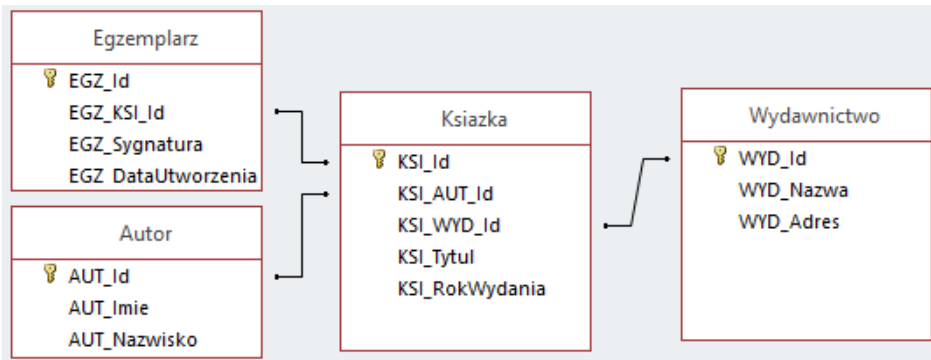 Egzemplarz
EGZ_Id
EGZ_KSI_Id
EGZ_Sygnatura
EGZ_DataUtworzenia
Autor
AUT_Id
AUT_Imie
AUT_Nazwisko
Ksiazka
KSI_Id
KSI_AUT_Id
KSI_WYD_Id
KSI_Tytul
KSI_RokWydania
Wydawnictwo
WYD_Id
WYD_Nazwa
WYD_Adres